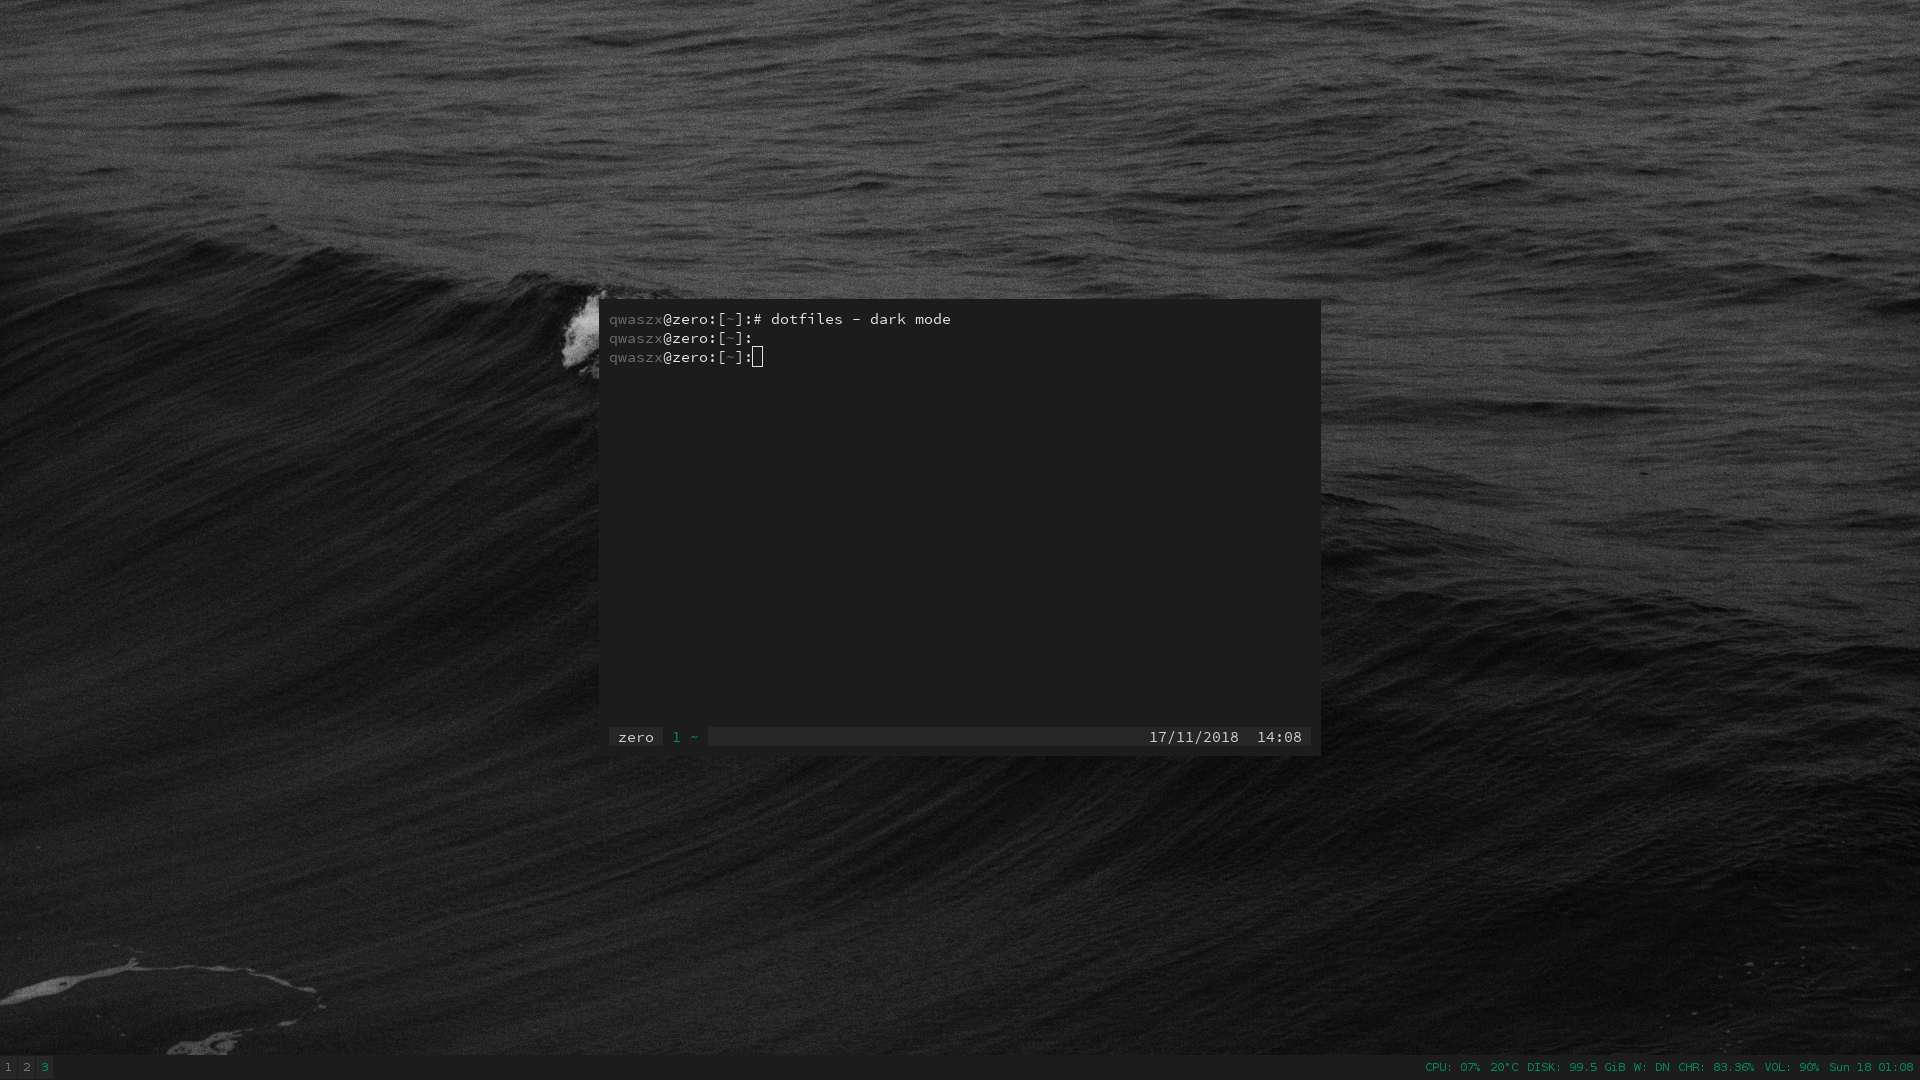 qwaszx@zero:[~]:# dotfiles - dark mode
qwaszx@zero:[~]:
qwaszx@zero:[~]:
zero 1 ~ 17/11/2018 14:08
1 2 3 CPU: 07% 20°C DISK: 99.5 GiB W: DN CHR: 83.36% VOL: 90% Sun 18 01:08